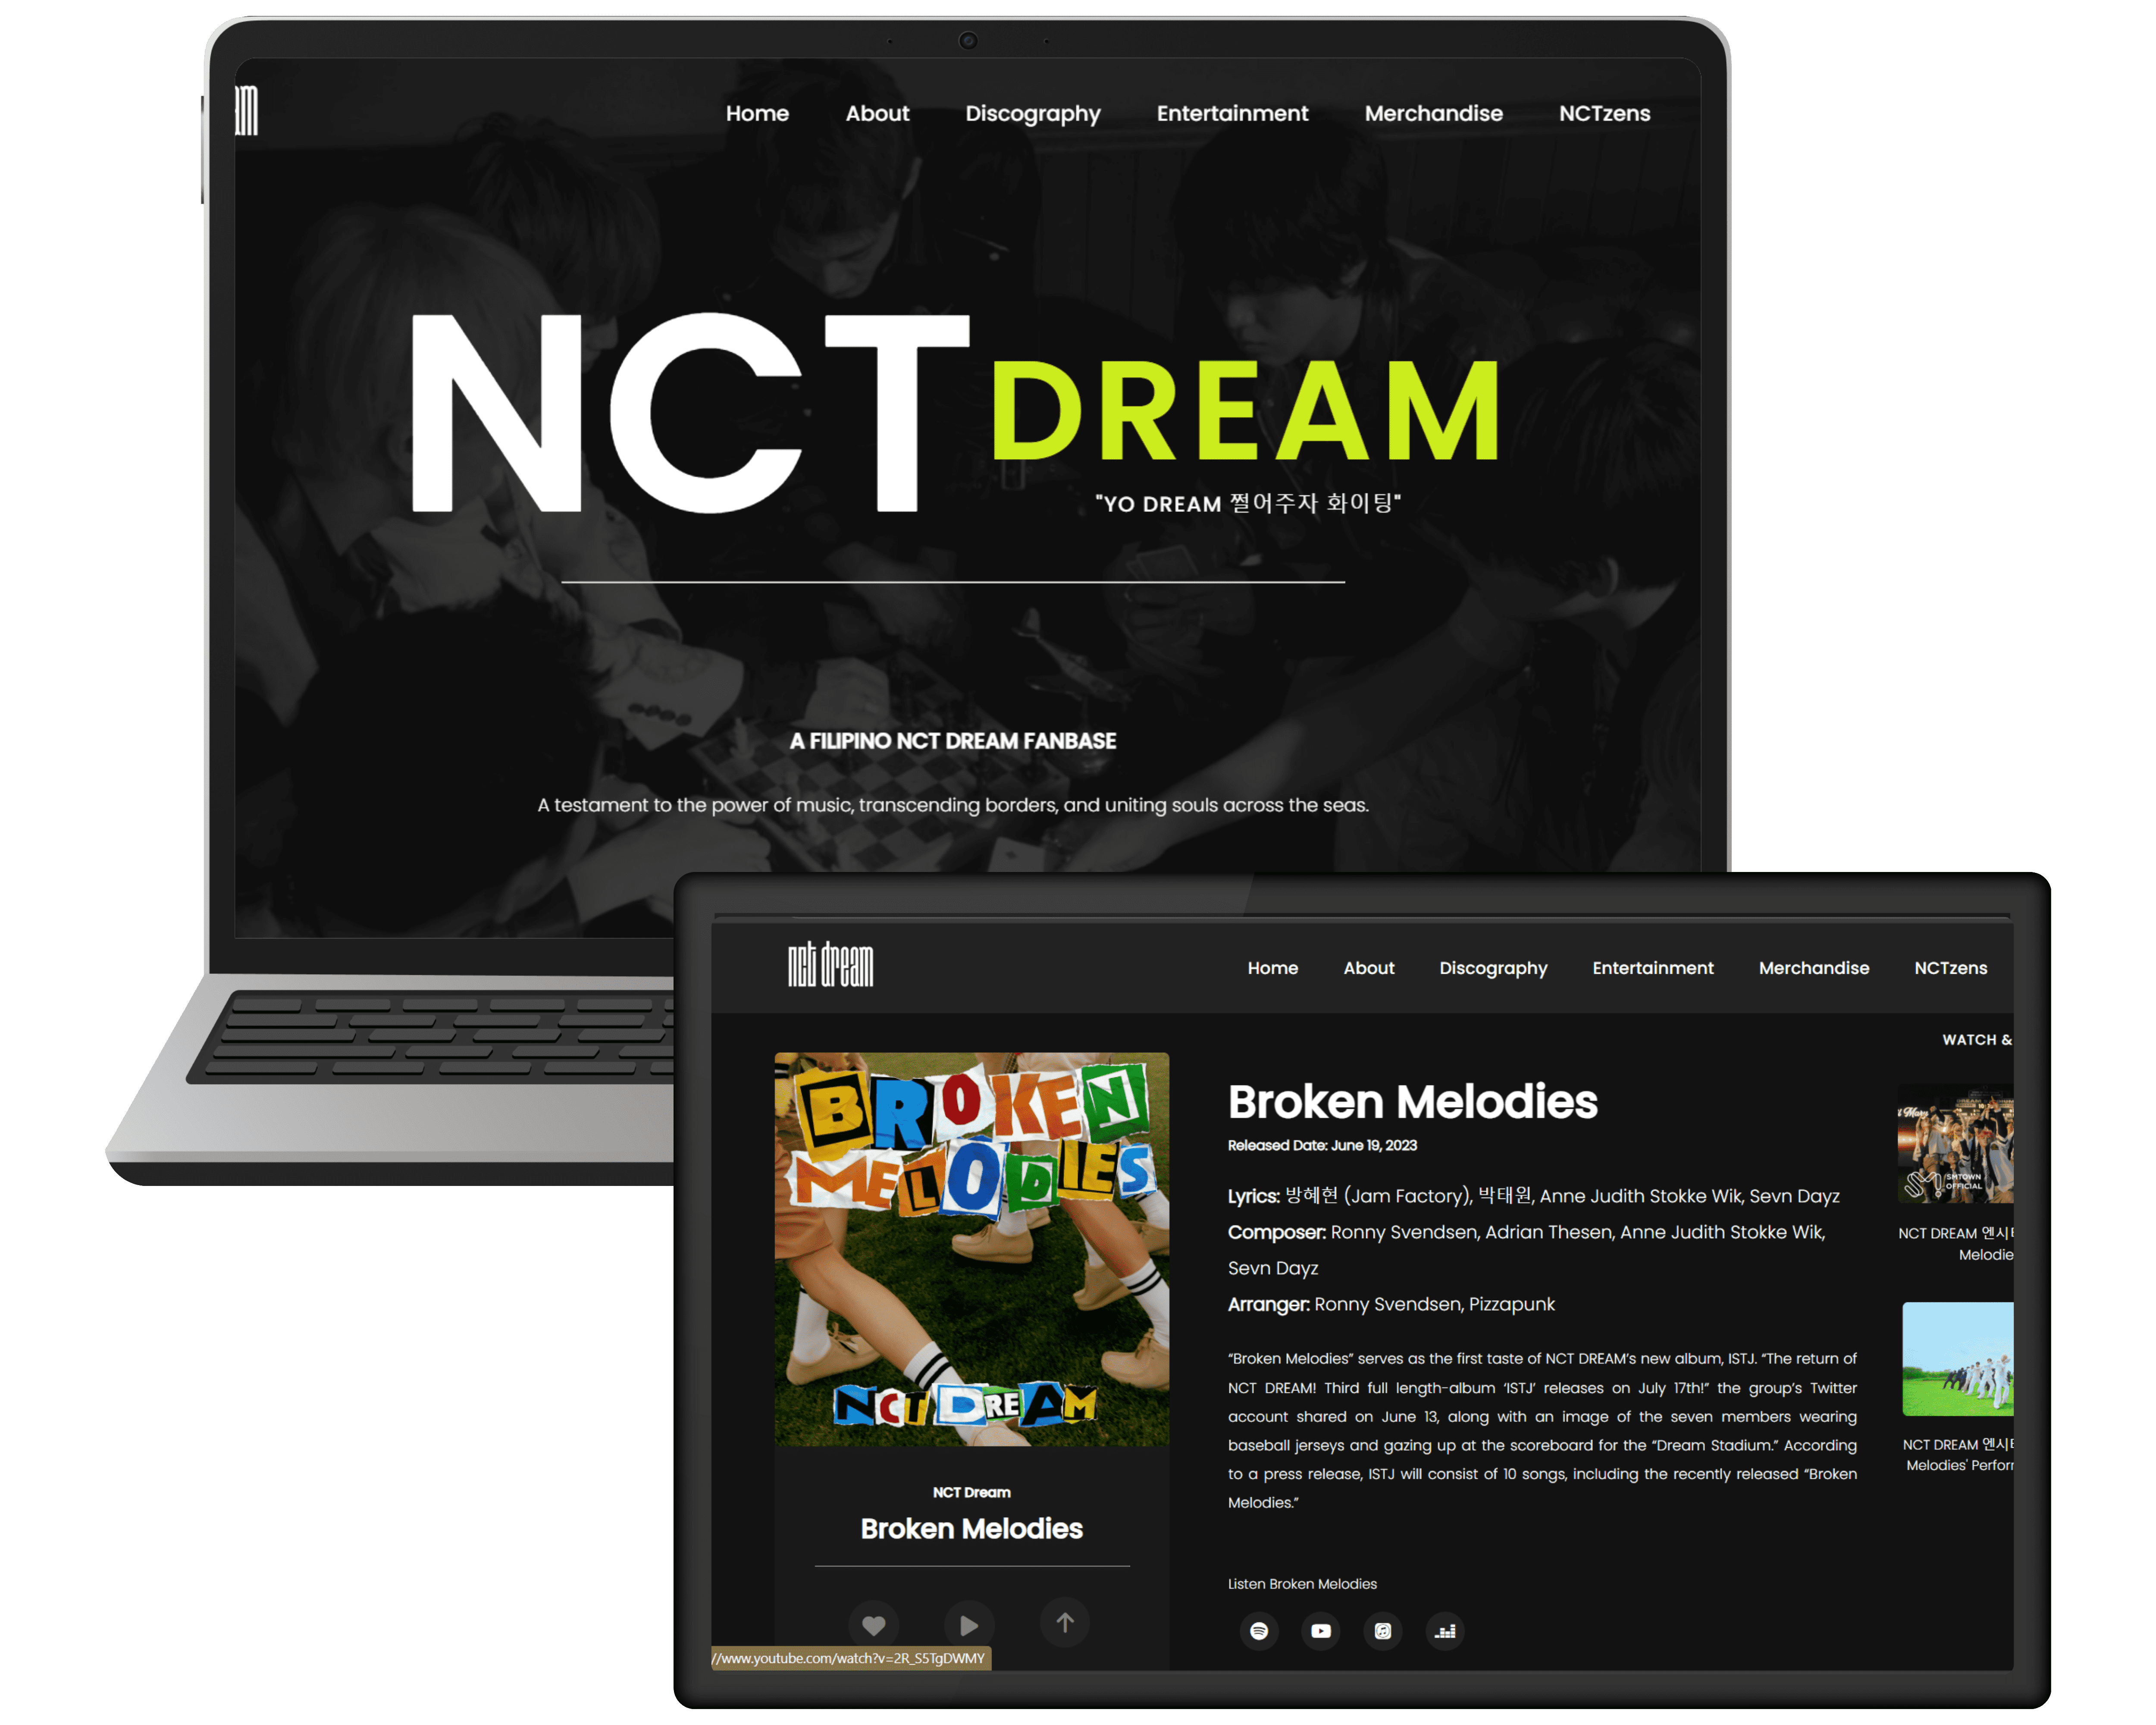 am
Home About Discography Entertainment Merchandise NCTzens
NCT DREAM
"YO DREAM 쩔어주자 화이팅"
A FILIPINO NCT DREAM FANBASE
A testament to the power of music, transcending borders, and uniting souls across the seas.
nct dream
Home About Discography Entertainment Merchandise NCTzens
BROKEN
MELODIES
NCT DREAM
NCT Dream
Broken Melodies
//www.youtube.com/watch?v=2R_S5TgDWMY
Broken Melodies
Released Date: June 19, 2023
Lyrics: 방혜현 (Jam Factory), 박태원, Anne Judith Stokke Wik, Sevn Dayz
Composer: Ronny Svendsen, Adrian Thesen, Anne Judith Stokke Wik,
Sevn Dayz
Arranger: Ronny Svendsen, Pizzapunk
“Broken Melodies” serves as the first taste of NCT DREAM’s new album, ISTJ. “The return of
NCT DREAM! Third full length-album ‘ISTJ’ releases on July 17th!” the group’s Twitter
account shared on June 13, along with an image of the seven members wearing
baseball jerseys and gazing up at the scoreboard for the “Dream Stadium.” According
to a press release, ISTJ will consist of 10 songs, including the recently released “Broken
Melodies.”
Listen Broken Melodies
WATCH &
SMTOWN
OFFICIAL
NCT DREAM 엔시
Melodie
NCT DREAM 엔시
Melodies' Perfor